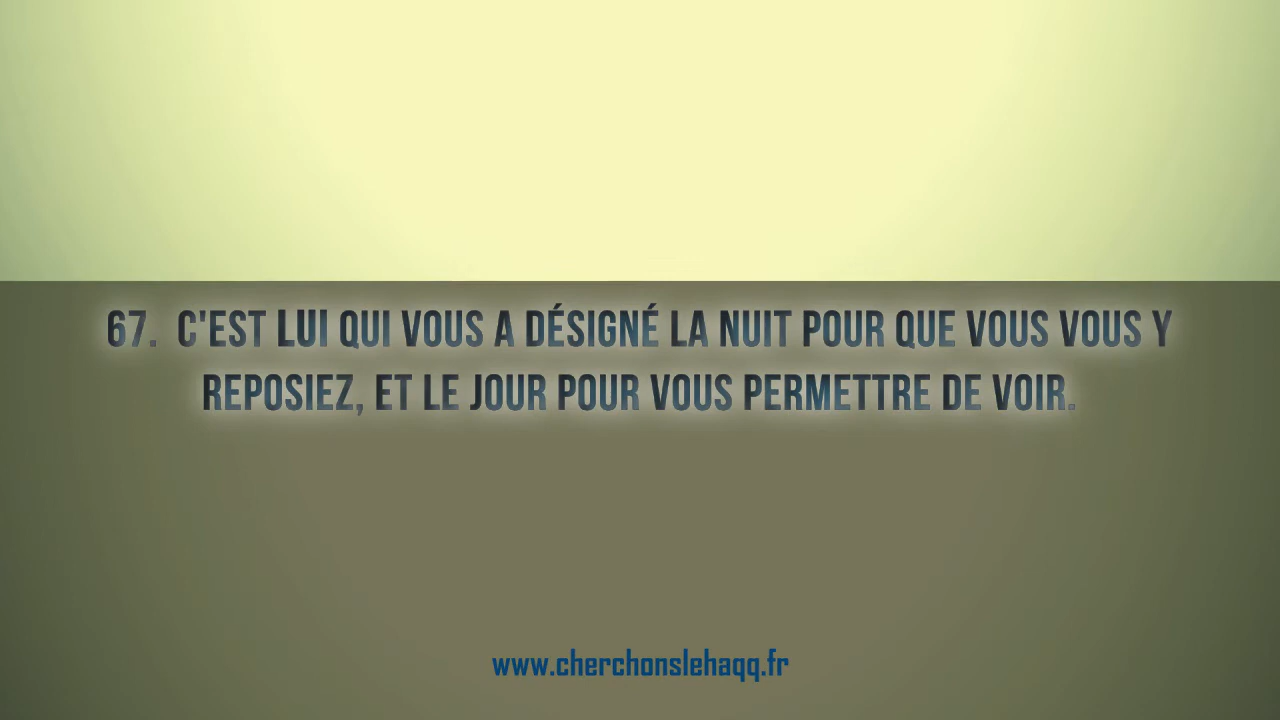 67. C'EST LUI QUI VOUS A DÉSIGNÉ LA NUIT POUR QUE VOUS VOUS Y
REPOSIEZ, ET LE JOUR POUR VOUS PERMETTRE DE VOIR.
www.cherchonslehaqq.fr